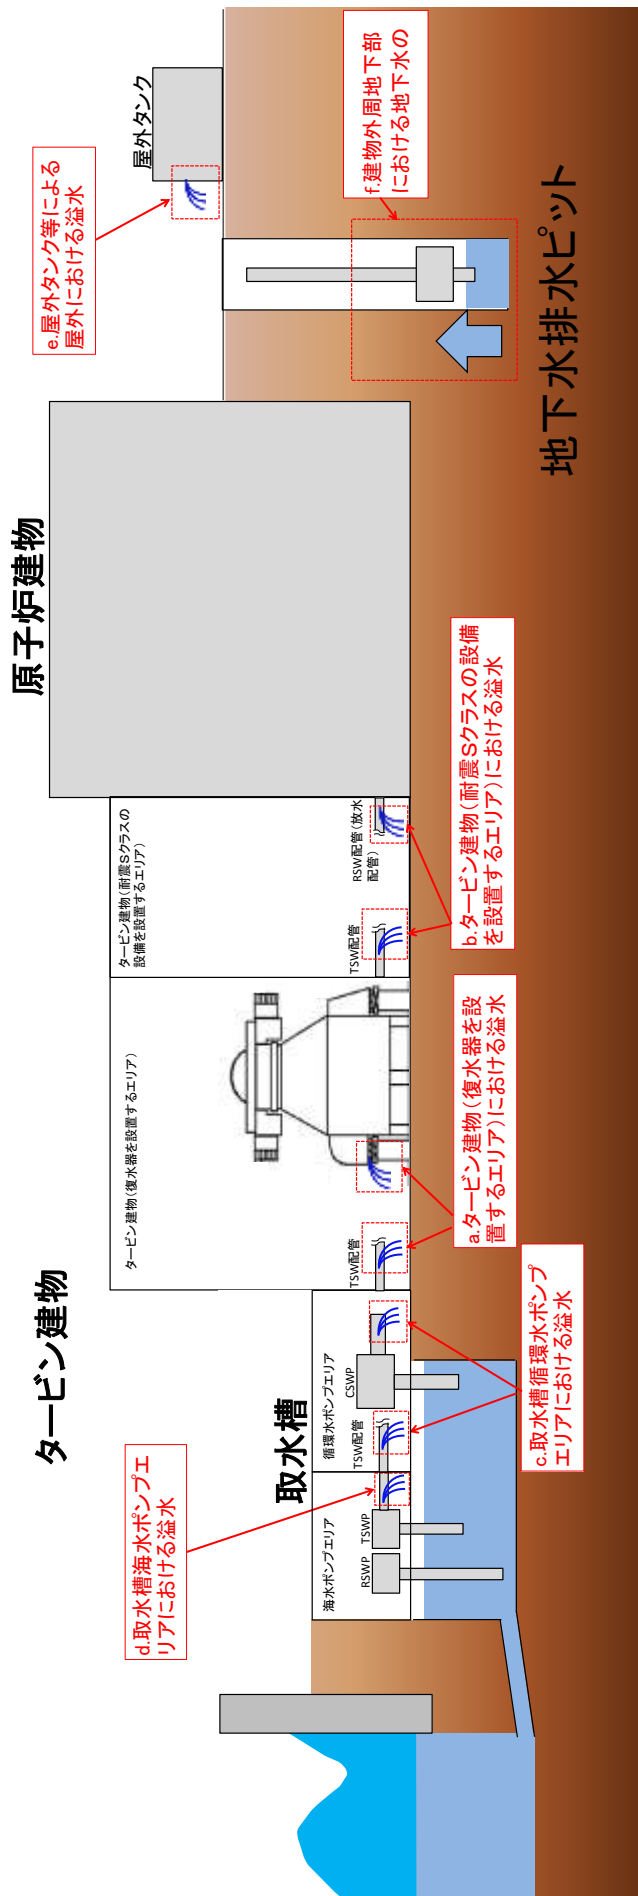 タービン建物
原子炉建物
取水槽
d.取水槽海水ポンプエ
リアにおける溢水
海水ポンプエリア
RSWP
TSWP
循環水ポンプエリア
TSW配管
CSWP
c.取水槽循環水ポンプ
エリアにおける溢水
タービン建物(復水器を設置するエリア)
TSW配管
a.タービン建物(復水器を設
置するエリア)における溢水
タービン建物(耐震Sクラスの
設備を設置するエリア)
TSW配管
RSW配管(放水
配管)
b.タービン建物(耐震Sクラスの設備
を設置するエリア)における溢水
e.屋外タンク等による
屋外における溢水
屋外タンク
f.建物外周地下部
における地下水の
地下水排水ピット